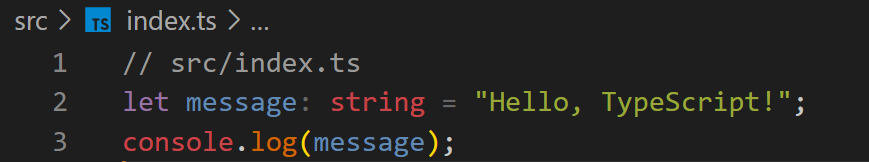 src > TS index.ts > ...
1 // src/index.ts
2 let message: string = "Hello, TypeScript!";
3 console.log(message);